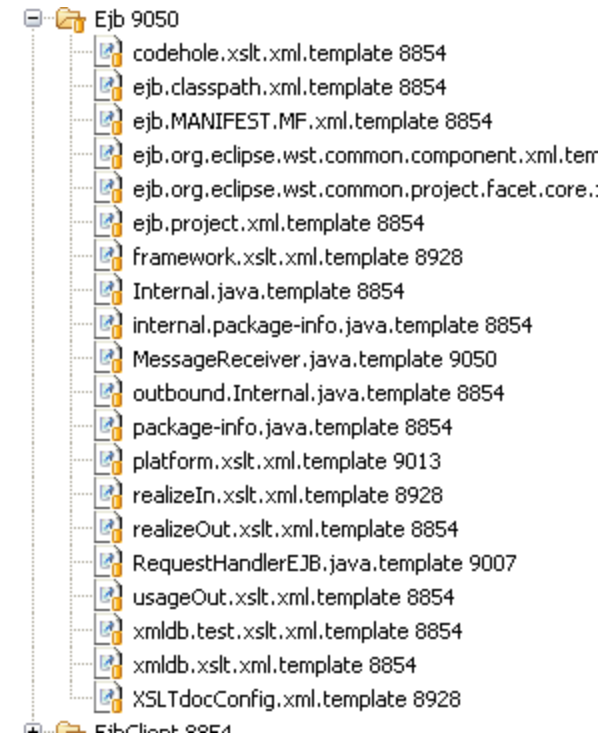 Ejb 9050
codehole.xslt.xml.template 8854
ejb.classpath.xml.template 8854
ejb.MANIFEST.MF.xml.template 8854
ejb.org.eclipse.wst.common.component.xml.tem
ejb.org.eclipse.wst.common.project.facet.core.
ejb.project.xml.template 8854
framework.xslt.xml.template 8928
Internal.java.template 8854
internal.package-info.java.template 8854
MessageReceiver.java.template 9050
outbound.Internal.java.template 8854
package-info.java.template 8854
platform.xslt.xml.template 9013
realizeIn.xslt.xml.template 8928
realizeOut.xslt.xml.template 8854
RequestHandlerEJB.java.template 9007
usageOut.xslt.xml.template 8854
xmldb.test.xslt.xml.template 8854
xmldb.xslt.xml.template 8854
XSLTdocConfig.xml.template 8928
EjbClient 8854